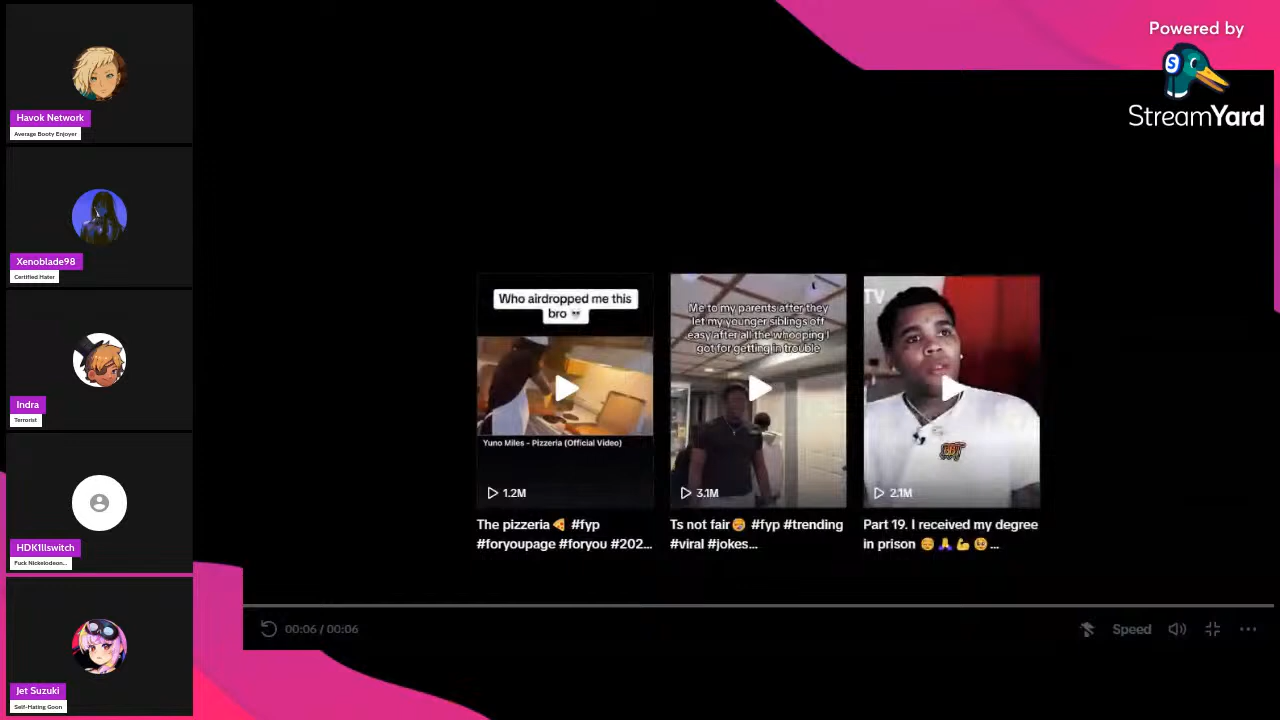 Powered by
S
StreamYard
Havok Network
Average Booty Enjoyer
Xenoblade98
Certified Hater
Indra
Terrorist
HDK1llswitch
Fuck Nickelodeon...
Jet Suzuki
Self-Hating Goon
Who airdropped me this
bro 💀
Yuno Miles - Pizzeria (Official Video)
1.2M
The pizzeria🍕 #fyp
#foryoupage #foryou #202...
Me to my parents after they
let my younger siblings off
easy after all the whooping I
got for getting in trouble
3.1M
Ts not fair😂 #fyp #trending
#viral #jokes...
TV
2.1M
Part 19. I received my degree
in prison 😔🙏💪🥺...
00:06 / 00:06
Speed